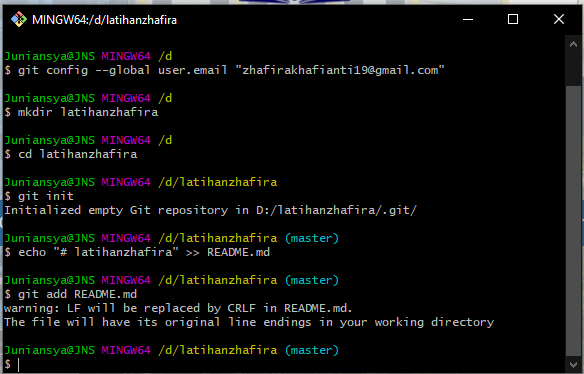 MINGW64:/d/latihanzhafira
Juniansya@JNS MINGW64 /d
$ git config --global user.email "zhafirakhafianti19@gmail.com"
Juniansya@JNS MINGW64 /d
$ mkdir latihanzhafira
Juniansya@JNS MINGW64 /d
$ cd latihanzhafira
Juniansya@JNS MINGW64 /d/latihanzhafira
$ git init
Initialized empty Git repository in D:/latihanzhafira/.git/
Juniansya@JNS MINGW64 /d/latihanzhafira (master)
$ echo "# latihanzhafira" >> README.md
Juniansya@JNS MINGW64 /d/latihanzhafira (master)
$ git add README.md
warning: LF will be replaced by CRLF in README.md.
The file will have its original line endings in your working directory
Juniansya@JNS MINGW64 /d/latihanzhafira (master)
$